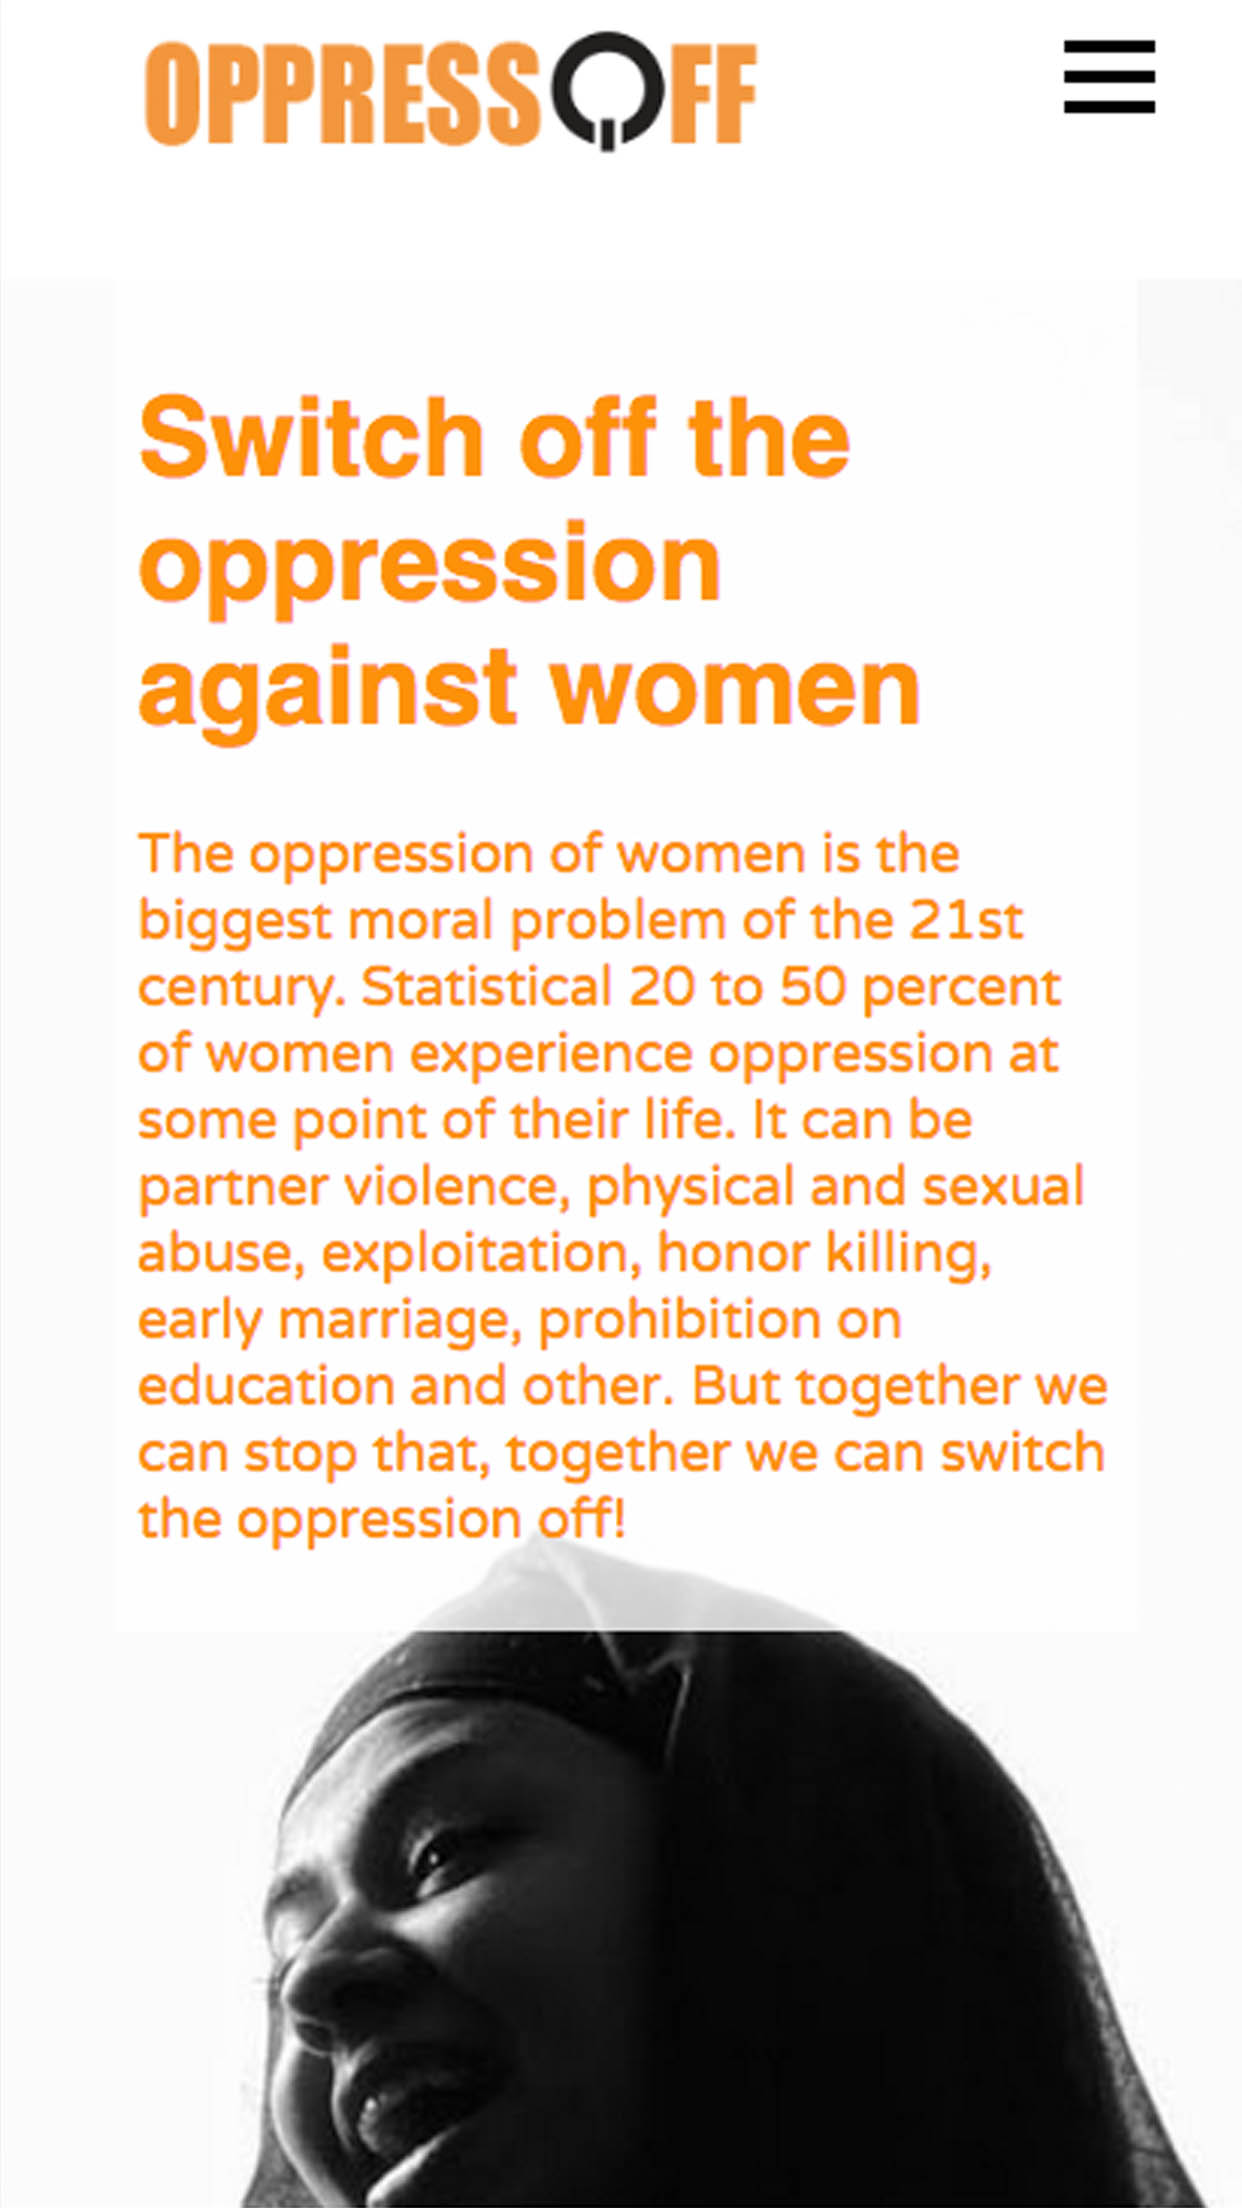 OPPRESSOFF
Switch off the
oppression
against women
The oppression of women is the
biggest moral problem of the 21st
century. Statistical 20 to 50 percent
of women experience oppression at
some point of their life. It can be
partner violence, physical and sexual
abuse, exploitation, honor killing,
early marriage, prohibition on
education and other. But together we
can stop that, together we can switch
the oppression off!